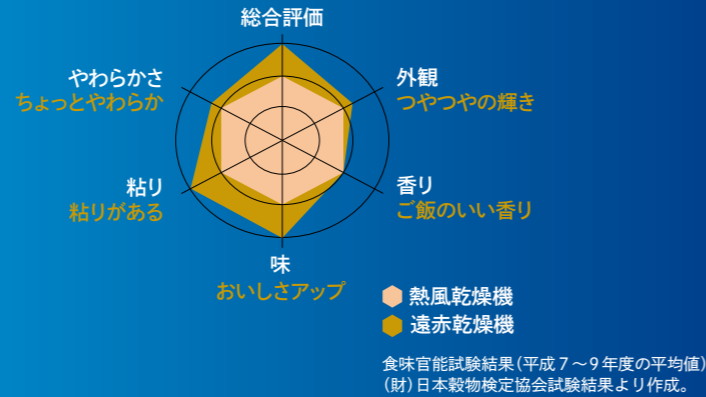 総合評価
外観
つやつやの輝き
香り
ご飯のいい香り
味
おいしさアップ
粘り
粘りがある
やわらかさ
ちょっとやわらか
熱風乾燥機
遠赤乾燥機
食味官能試験結果（平成7～9年度の平均値）
（財）日本穀物検定協会試験結果より作成。